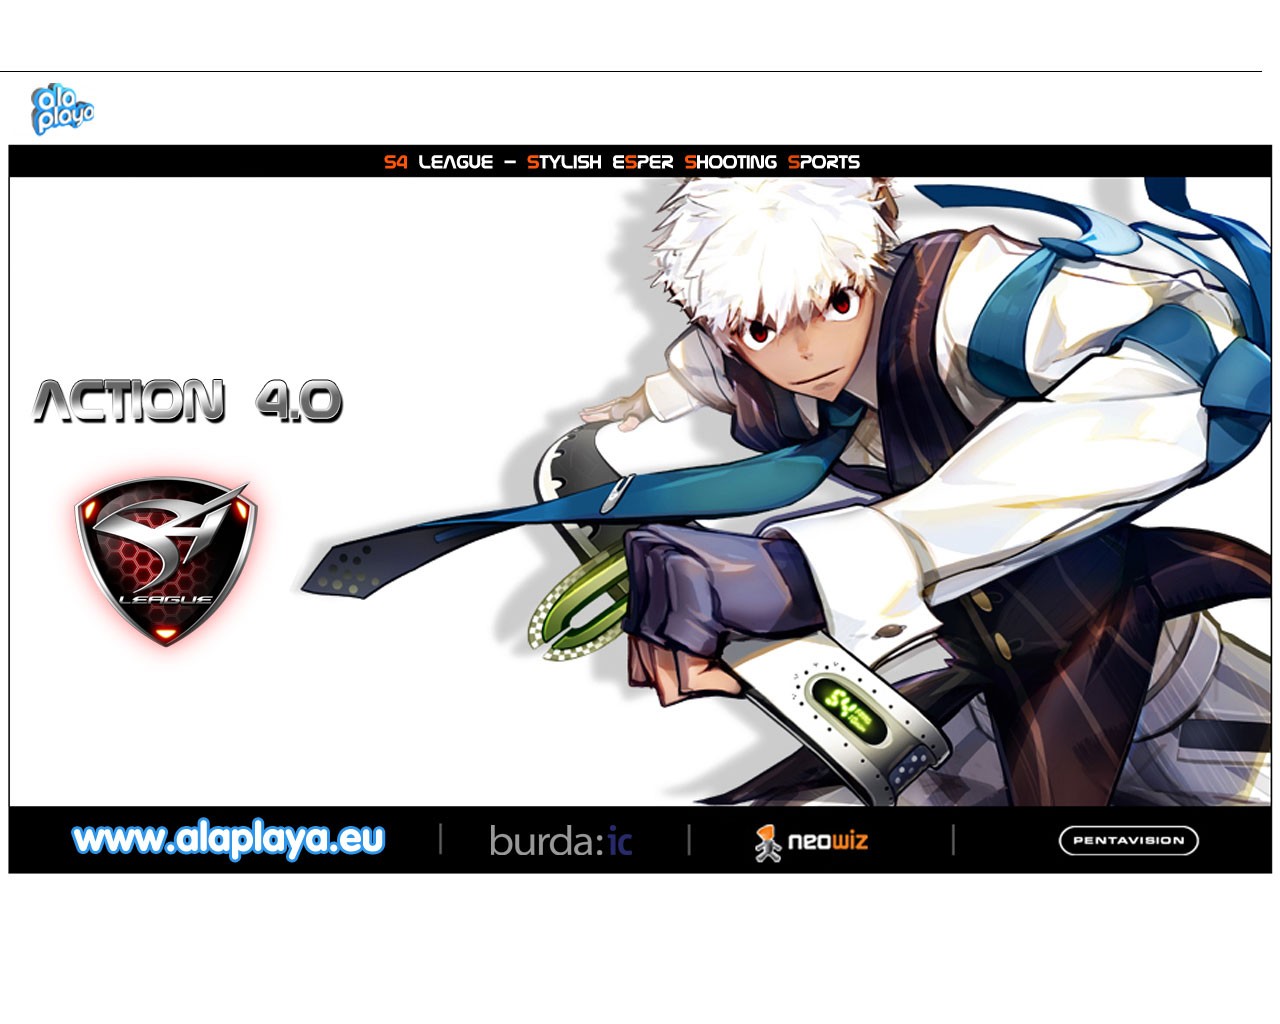 ala
playa
S4 LEAGUE – STYLISH ESPER SHOOTING SPORTS
ACTION 4.0
S4
LEAGUE
S4
www.alaplaya.eu
burda:ic
neowiz
PENTAVISION